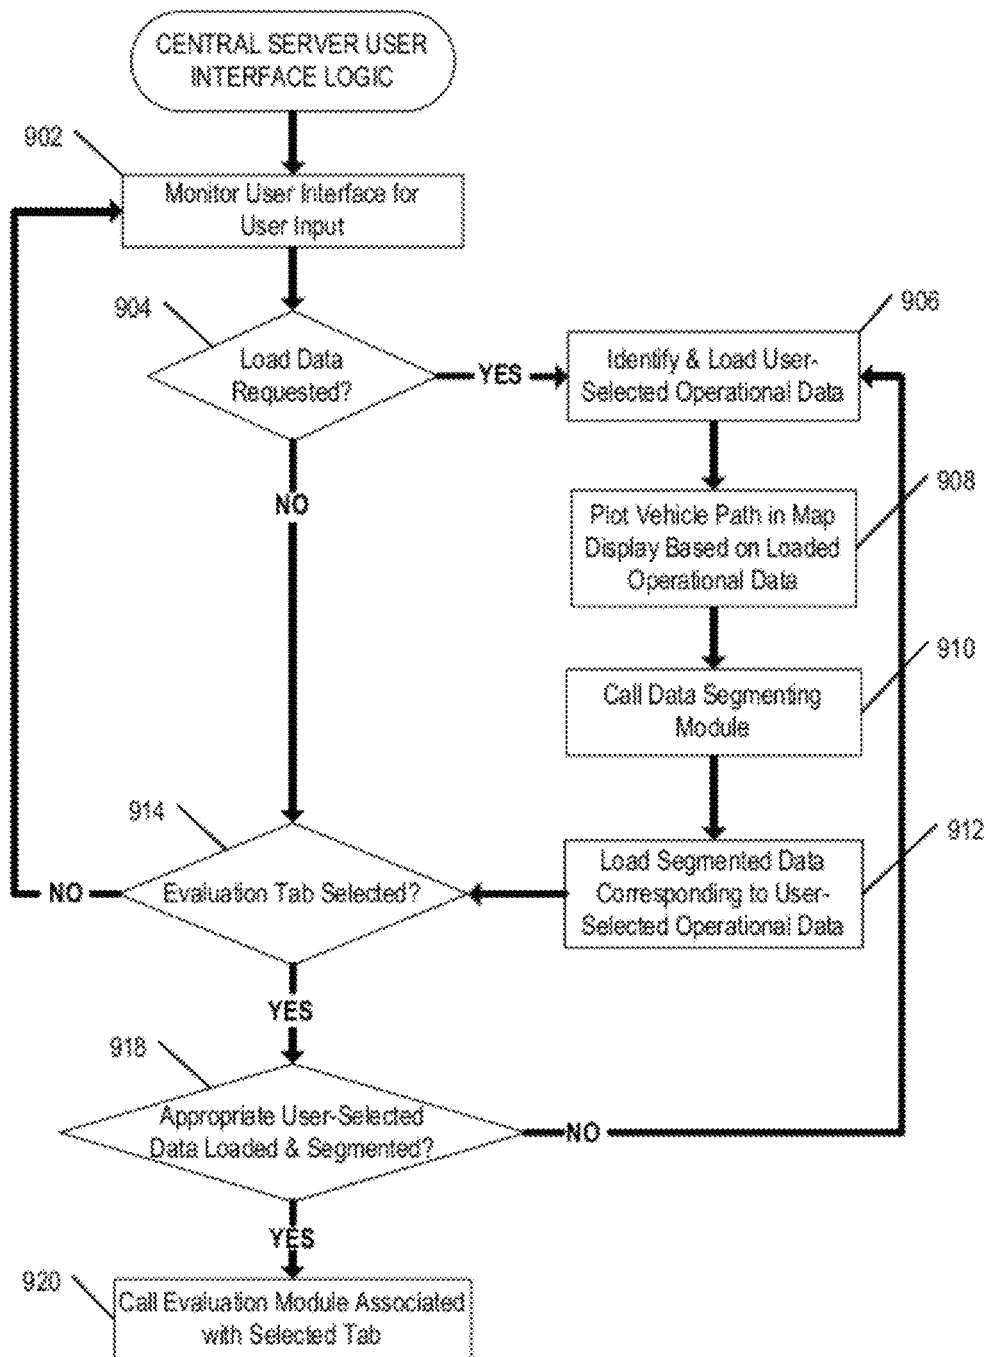 CENTRAL SERVER USER
INTERFACE LOGIC
902
Monitor User Interface for
User Input
904
Load Data
Requested?
YES
906
Identify & Load User-
Selected Operational Data
NO
908
Plot Vehicle Path in Map
Display Based on Loaded
Operational Data
910
Call Data Segmenting
Module
914
Evaluation Tab Selected?
NO
912
Load Segmented Data
Corresponding to User-
Selected Operational Data
YES
918
Appropriate User-Selected
Data Loaded & Segmented?
NO
YES
920
Call Evaluation Module Associated
with Selected Tab